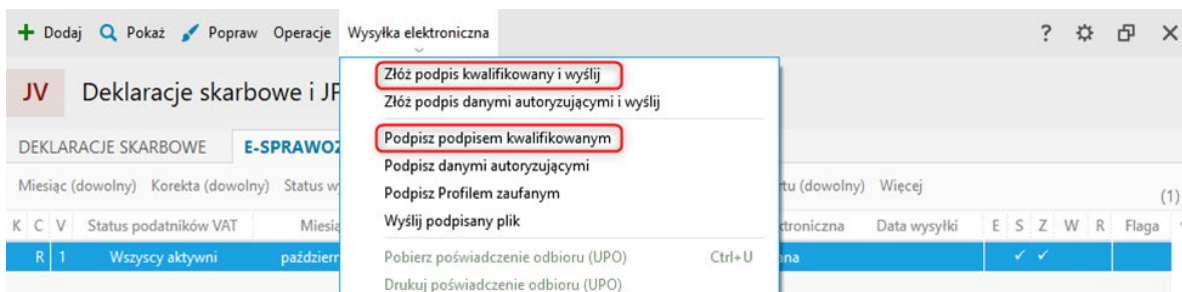 Dodaj Pokaż Popraw Operacje Wysyłka elektroniczna ?
Złóż podpis kwalifikowany i wyślij
JV Deklaracje skarbowe i JP
Złóż podpis danymi autoryzującymi i wyślij
Podpisz podpisem kwalifikowanym
DEKLARACJE SKARBOWE E-SPRAWOZ
Podpisz danymi autoryzującymi
Miesiąc (dowolny) Korekta (dowolny) Status w Podpisz Profilem zaufanym tu (dowolny) Więcej
(1)
K C V Status podatników VAT Miesią Wyślij podpisany plik ktroniczna Data wysyłki E S Z W R Flaga
R 1 Wszyscy aktywni październ Pobierz poświadczenie odbioru (UPO) Ctrl+U ana
Drukuj poświadczenie odbioru (UPO)